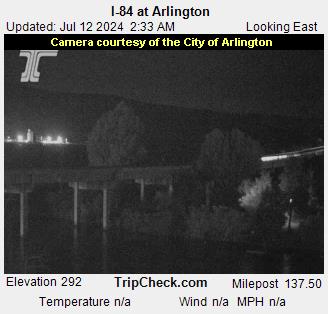 I-84 at Arlington
Updated: Jul 12 2024 2:33 AM Looking East
Camera courtesy of the City of Arlington
Elevation 292 TripCheck.com Milepost 137.50
Temperature n/a Wind n/a MPH n/a